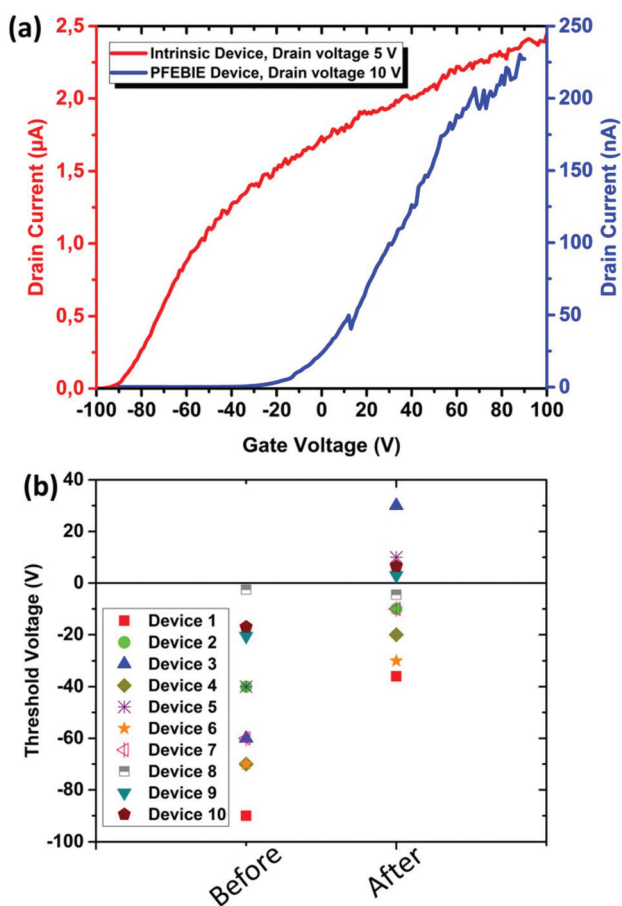 (a)
Intrinsic Device, Drain voltage 5 V
PFEBIE Device, Drain voltage 10 V
Drain Current (µA)
2,5
2,0
1,5
1,0
0,5
0,0
Drain Current (nA)
250
200
150
100
50
0
-100 -80 -60 -40 -20 0 20 40 60 80 100
Gate Voltage (V)
(b)
Threshold Voltage (V)
40
20
0
-20
-40
-60
-80
-100
Device 1
Device 2
Device 3
Device 4
Device 5
Device 6
Device 7
Device 8
Device 9
Device 10
Before After